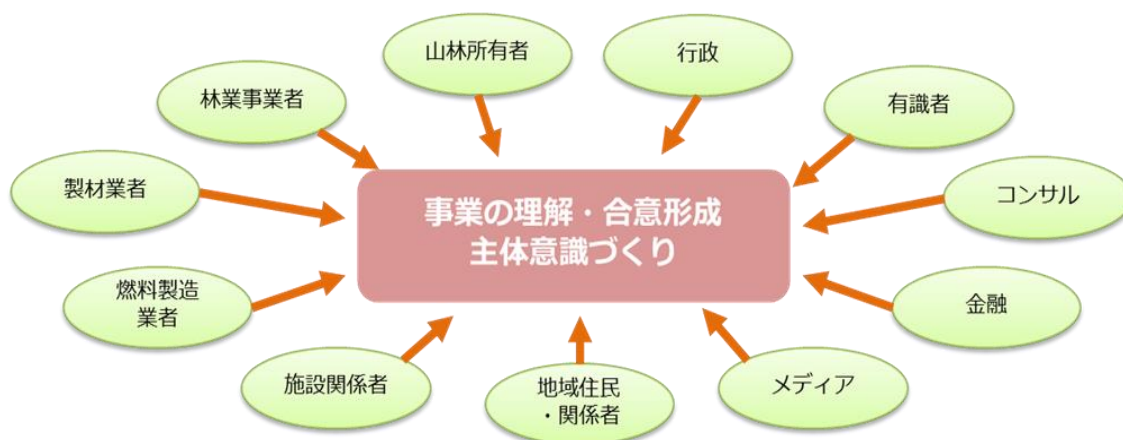 山林所有者
行政
林業事業者
有識者
製材業者
コンサル
事業の理解・合意形成
主体意識づくり
燃料製造
業者
金融
施設関係者
地域住民
・関係者
メディア